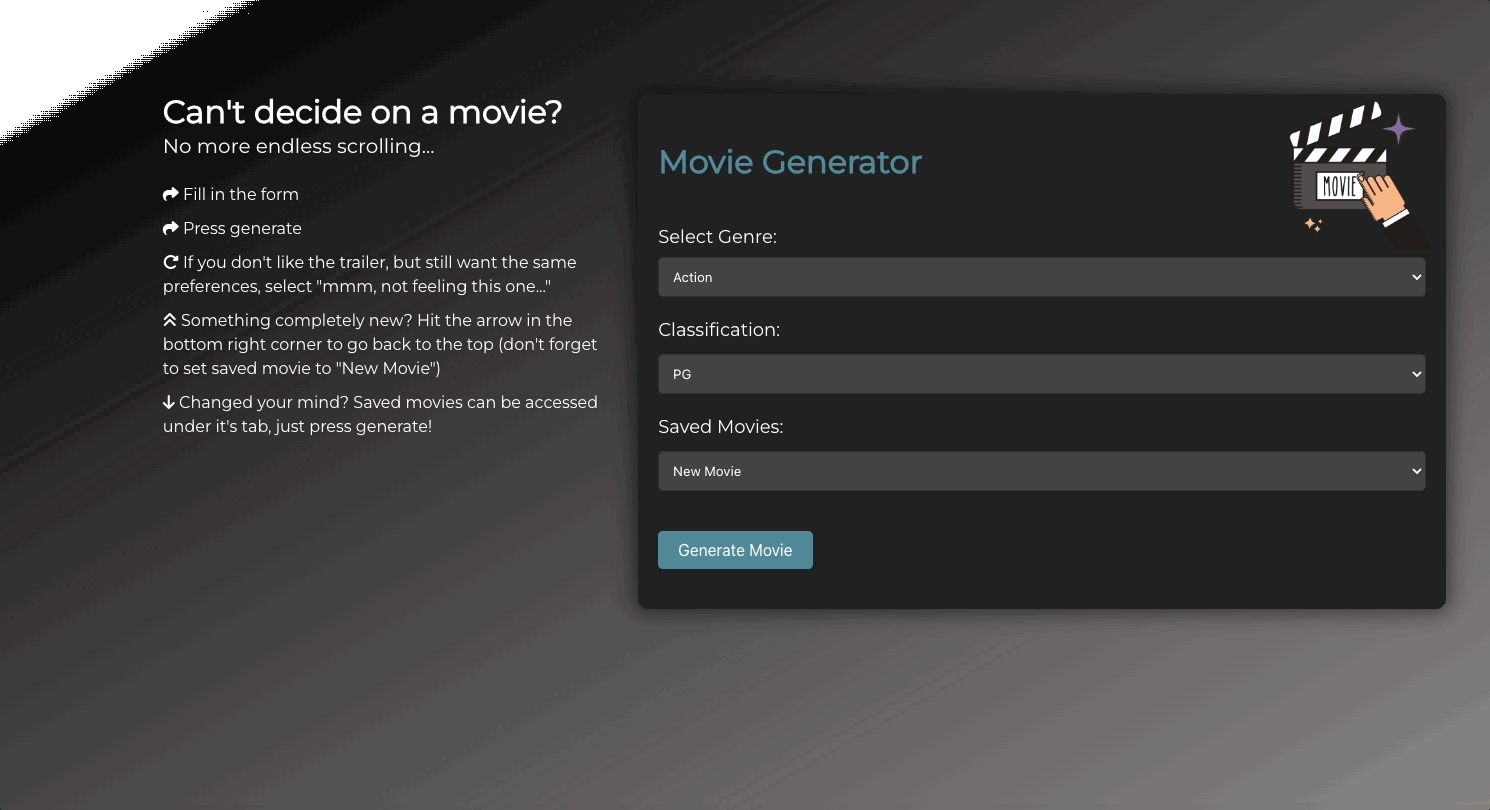 Can't decide on a movie?
No more endless scrolling...
Fill in the form
Press generate
If you don't like the trailer, but still want the same
preferences, select "mmm, not feeling this one..."
Something completely new? Hit the arrow in the
bottom right corner to go back to the top (don't forget
to set saved movie to "New Movie")
Changed your mind? Saved movies can be accessed
under it's tab, just press generate!
Movie Generator
MOVIE
Select Genre:
Action
Classification:
PG
Saved Movies:
New Movie
Generate Movie